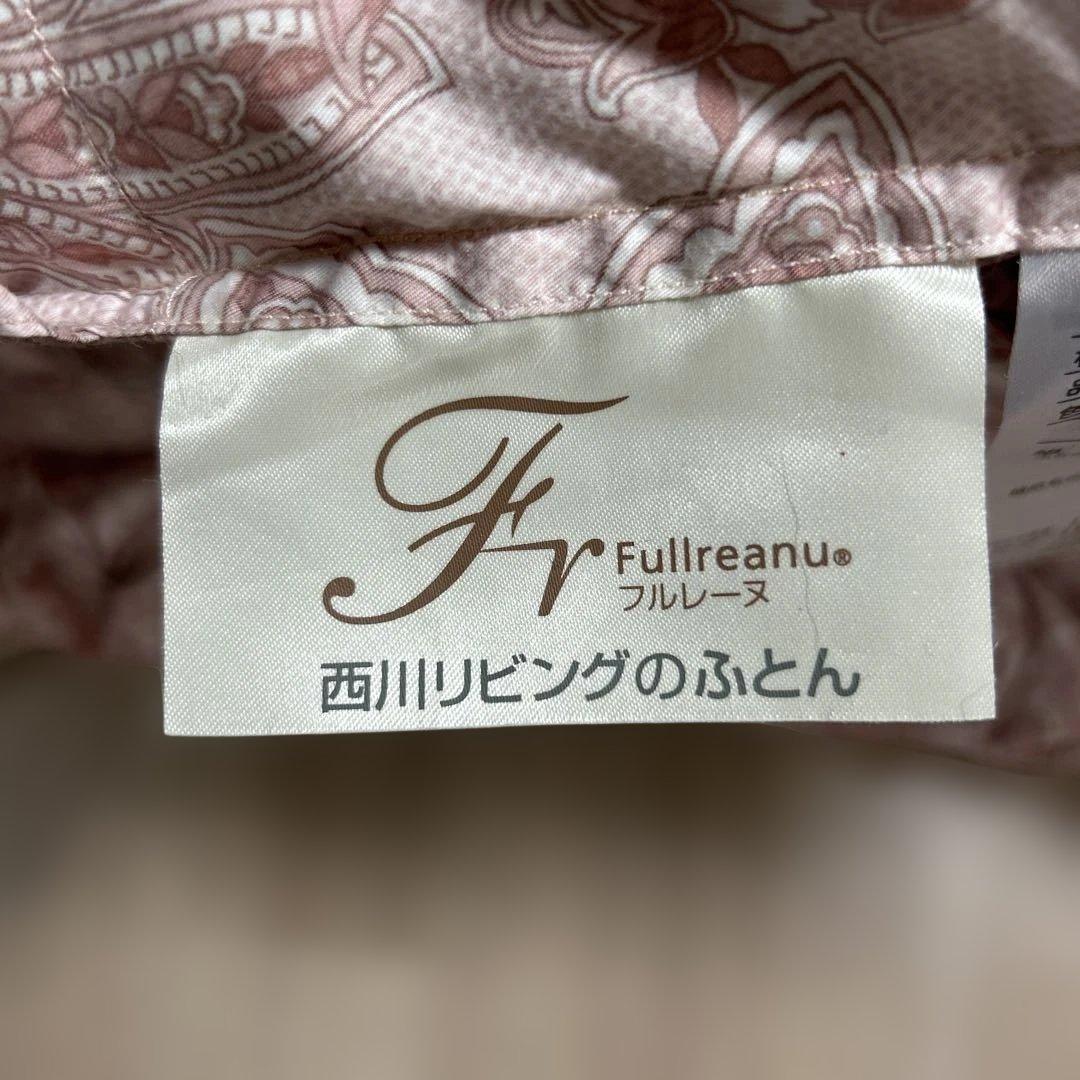 Fr
Fullreanu®
フルレーヌ
西川リビングのふとん